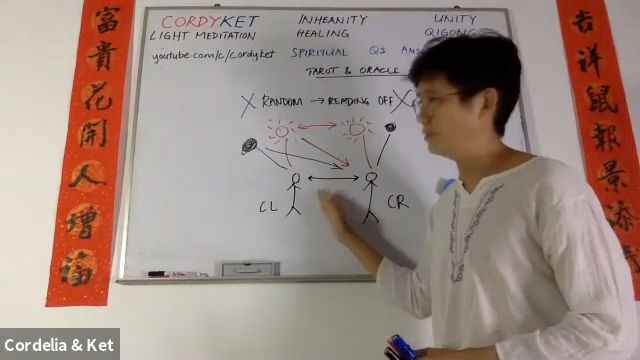 富貴花開人增福
CORDYKET INHEANITY UNITY
LIGHT MEDITATION HEALING QIGONG
youtube.com/c/cordyket SPIRITUAL QS
TAROT & ORACLE
X RANDOM → READING OFF X
CL CR
吉祥鼠報景添
Cordelia & Ket